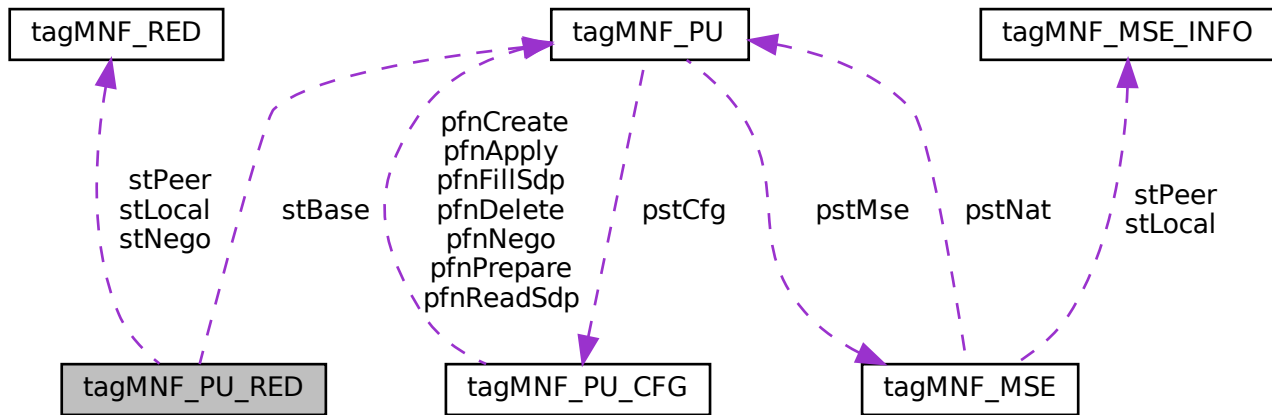 tagMNF_RED
tagMNF_PU
tagMNF_MSE_INFO
stPeer
stLocal
stNego
stBase
pfnCreate
pfnApply
pfnFillSdp
pfnDelete
pfnNego
pfnPrepare
pfnReadSdp
pstCfg
pstMse
pstNat
stPeer
stLocal
tagMNF_PU_RED
tagMNF_PU_CFG
tagMNF_MSE